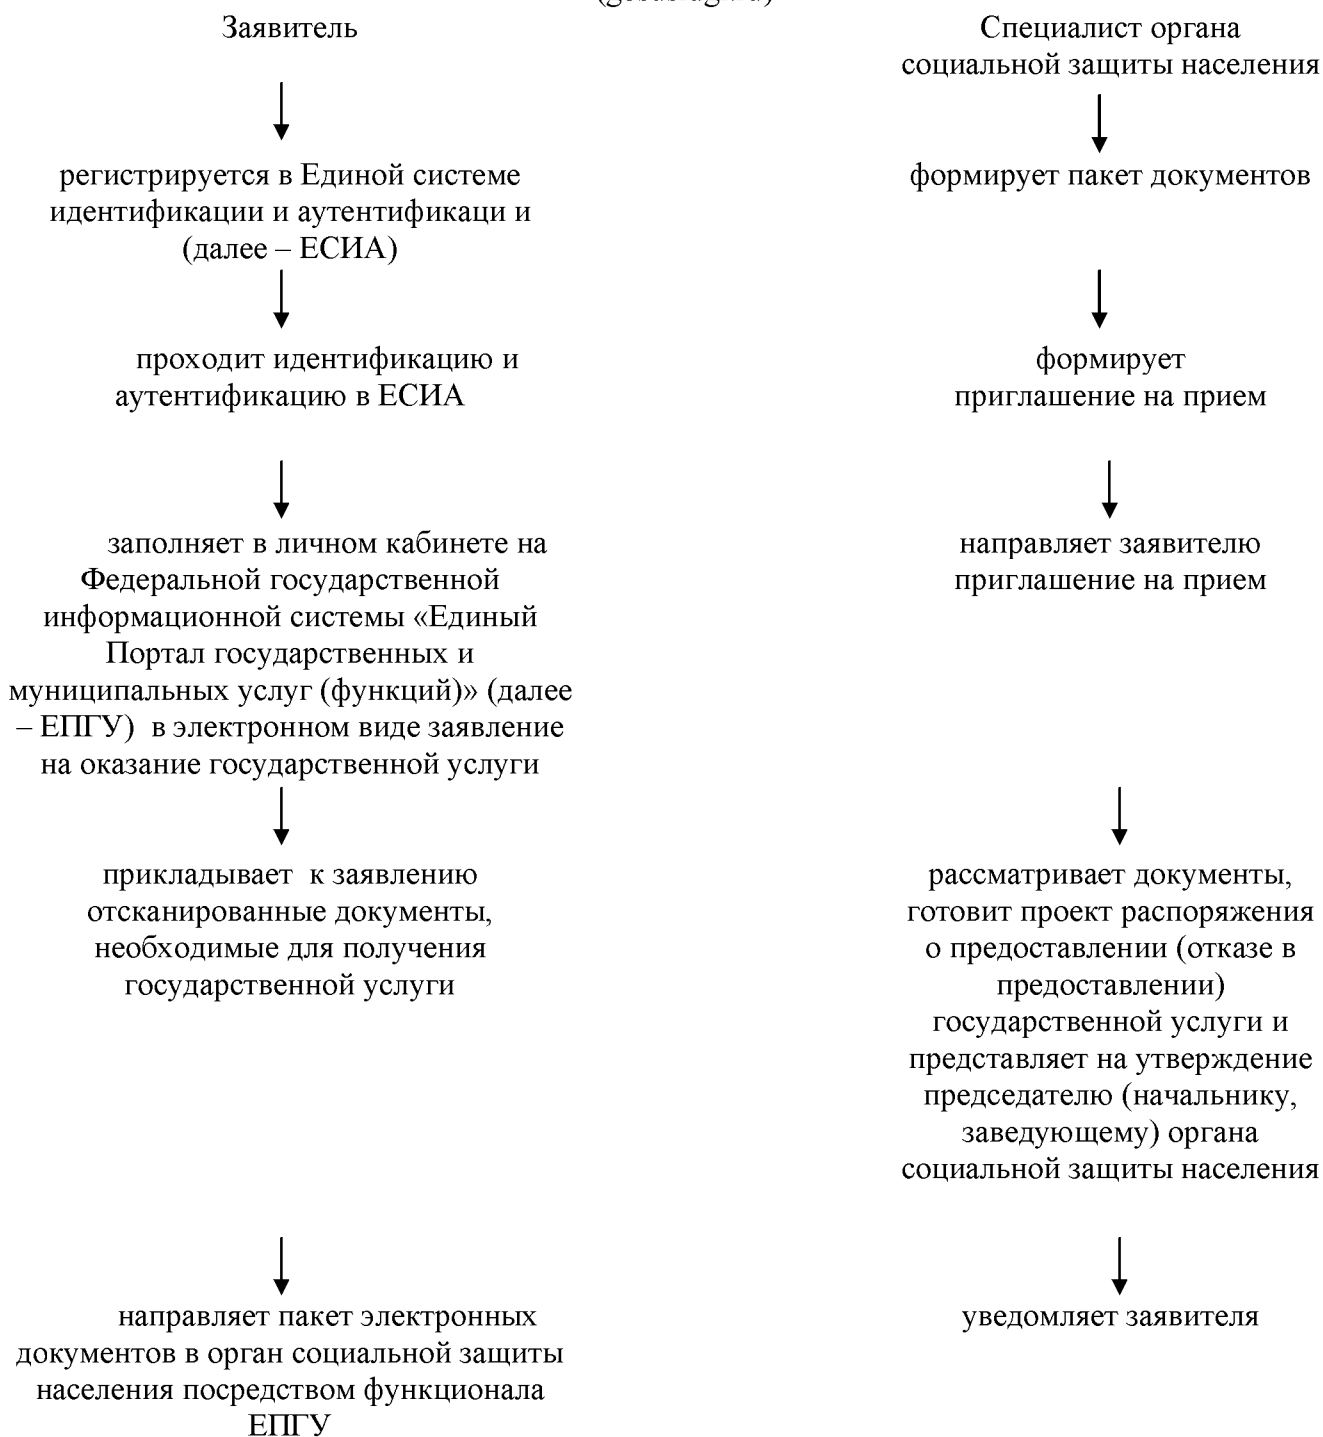 Заявитель
регистрируется в Единой системе
идентификации и аутентификаци и
(далее – ЕСИА)
проходит идентификацию и
аутентификацию в ЕСИА
заполняет в личном кабинете на
Федеральной государственной
информационной системы «Единый
Портал государственных и
муниципальных услуг (функций)» (далее
– ЕПГУ) в электронном виде заявление
на оказание государственной услуги
прикладывает к заявлению
отсканированные документы,
необходимые для получения
государственной услуги
направляет пакет электронных
документов в орган социальной защиты
населения посредством функционала
ЕПГУ
Специалист органа
социальной защиты населения
формирует пакет документов
формирует
приглашение на прием
направляет заявителю
приглашение на прием
рассматривает документы,
готовит проект распоряжения
о предоставлении (отказе в
предоставлении)
государственной услуги и
представляет на утверждение
председателю (начальнику,
заведующему) органа
социальной защиты населения
уведомляет заявителя